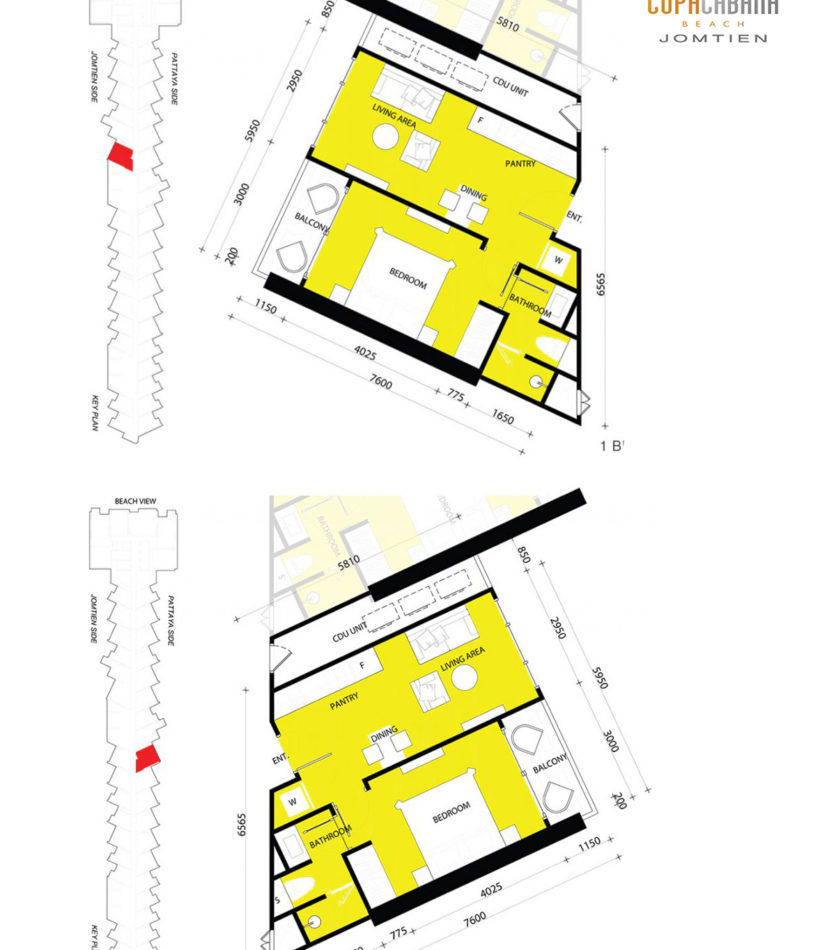 COPACABANA
BEACH
JOMTIEN
850
5810
2950
5950
3000
200
CDU UNIT
LIVING AREA
F
PANTRY
DINING
ENT.
BALCONY
W
BEDROOM
BATHROOM
6565
1150
4025
7600
775
1650
1 B¹
JOMTIEN SIDE
PATTAYA SIDE
KEY PLAN
BEACH VIEW
JOMTIEN SIDE
PATTAYA SIDE
BATHROOM
S
5810
850
2950
5950
3000
200
CDU UNIT
F
LIVING AREA
PANTRY
DINING
ENT.
BALCONY
W
BEDROOM
BATHROOM
S
6565
1150
4025
7600
775